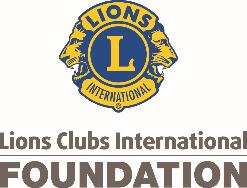 LIONS
L
INTERNATIONAL
®
Lions Clubs International
FOUNDATION